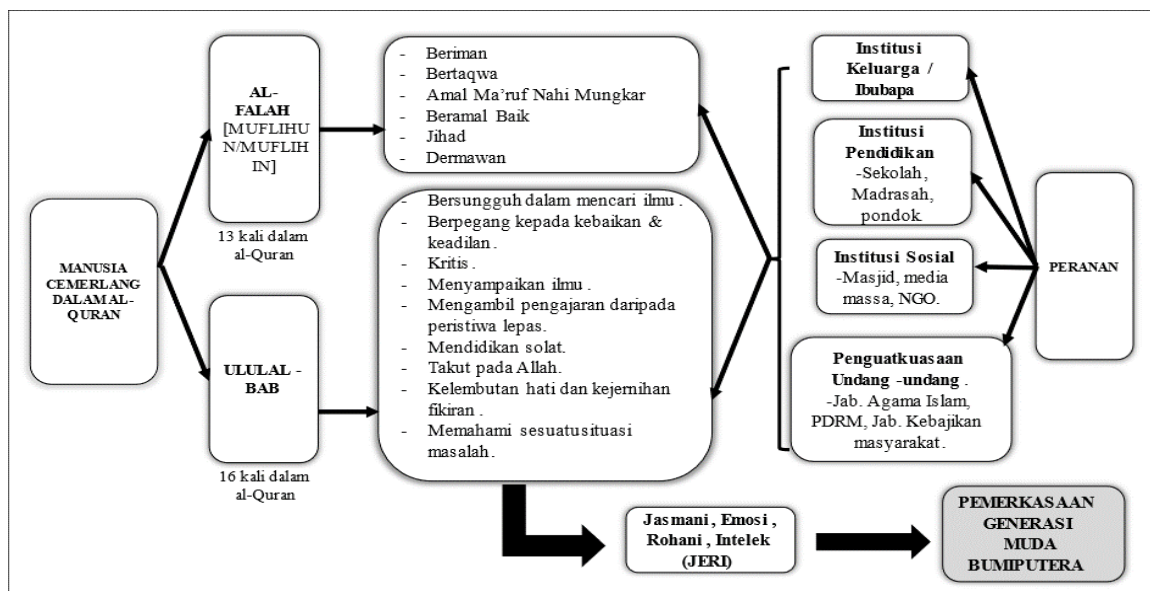 MANUSIA
CEMERLANG
DALAM AL-
QURAN
AL-
FALAH
[MUFLIHU
N/MUFLIH
IN]
13 kali dalam
al-Quran
ULULAL -
BAB
16 kali dalam
al-Quran
- Beriman
- Bertaqwa
- Amal Ma’ruf Nahi Mungkar
- Beramal Baik
- Jihad
- Dermawan
- Bersungguh dalam mencari ilmu .
- Berpegang kepada kebaikan &
keadilan .
- Kritis .
- Menyampaikan ilmu .
- Mengambil pengajaran daripada
peristiwa lepas.
- Mendidikan solat.
- Takut pada Allah.
- Kelembutan hati dan kejernihan
fikiran .
- Memahami sesuatu situasi
masalah .
Institusi
Keluarga /
Ibubapa
Institusi
Pendidikan
-Sekolah,
Madrasah,
pondok.
Institusi Sosial
-Masjid, media
massa, NGO.
Penguatkuasaan
Undang -undang .
-Jab. Agama Islam,
PDRM, Jab. Kebajikan
masyarakat .
PERANAN
Jasmani , Emosi ,
Rohani , Intelek
(JERI)
PEMERKASAAN
GENERASI
MUDA
BUMIPUTERA